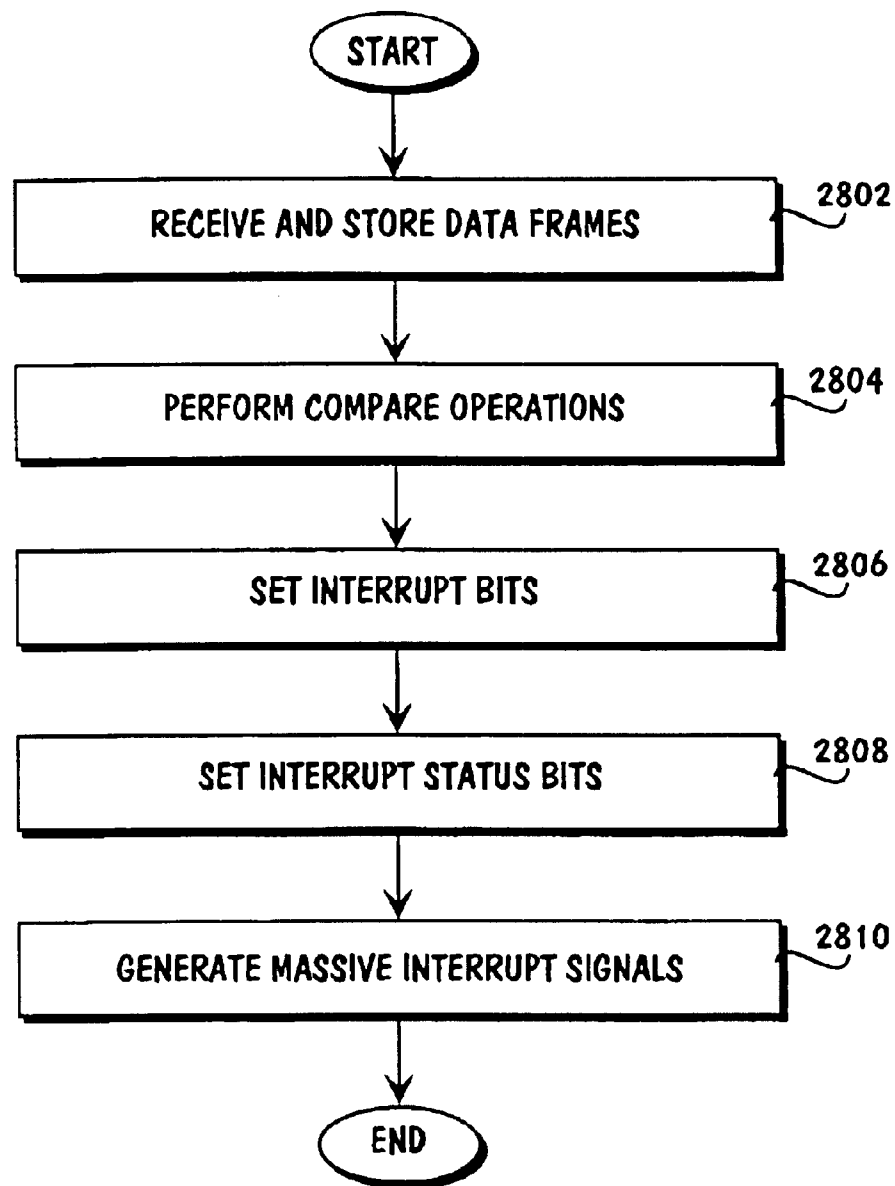 START
RECEIVE AND STORE DATA FRAMES
2802
PERFORM COMPARE OPERATIONS
2804
SET INTERRUPT BITS
2806
SET INTERRUPT STATUS BITS
2808
GENERATE MASSIVE INTERRUPT SIGNALS
2810
END